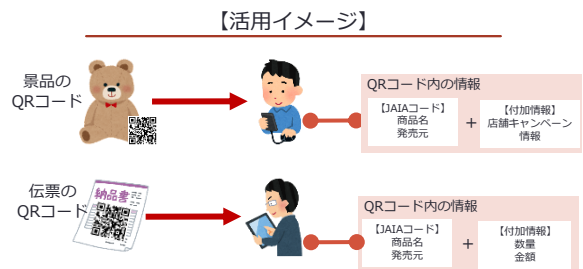 【活用イメージ】
景品の
QRコード
QRコード内の情報
【JAIAコード】
商品名
発売元
+
【付加情報】
店舗キャンペーン
情報
伝票の
QRコード
納品書
QRコード内の情報
【JAIAコード】
商品名
発売元
+
【付加情報】
数量
金額